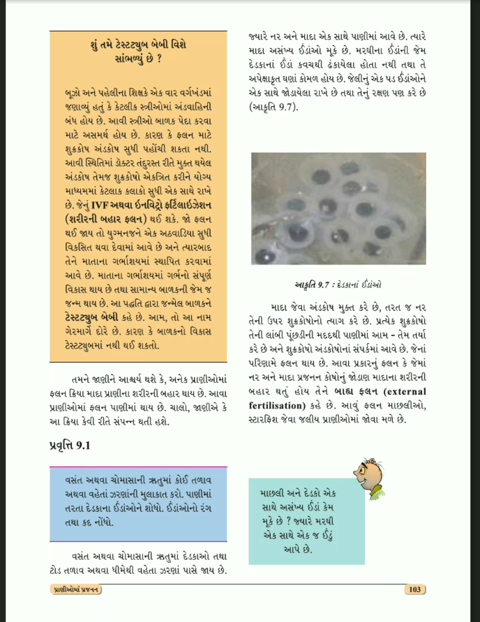 શું તમે ટેસ્ટટ્યુબ બેબી વિશે
સાંભળ્યું છે ?
બૂઝો અને પહેલીના શિક્ષકે એક વાર વર્ગખંડમાં
જણાવ્યું હતું કે કેટલીક સ્ત્રીઓમાં અંડવાહિની
બંધ હોય છે. આવી સ્ત્રીઓ બાળક પેદા કરવા
માટે અસમર્થ હોય છે. કારણ કે ફલન માટે
શુક્રકોષ અંડકોષ સુધી પહોંચી શકતા નથી.
આવી સ્થિતિમાં ડોક્ટર તંદુરસ્ત રીતે મુક્ત થયેલ
અંડકોષ તેમજ શુક્રકોષો એકત્રિત કરીને યોગ્ય
માધ્યમમાં કેટલાક કલાકો સુધી એક સાથે રાખે
છે. જેનું IVF અથવા ઇનવિટ્રો ફર્ટિલાઇઝેશન
(શરીરની બહાર ફલન) થઈ શકે. જો ફલન
થઈ જાય તો યુગ્મનજને એક અઠવાડિયા સુધી
વિકસિત થવા દેવામાં આવે છે અને ત્યારબાદ
તેને માતાના ગર્ભાશયમાં સ્થાપિત કરવામાં
આવે છે. માતાના ગર્ભાશયમાં ગર્ભનો સંપૂર્ણ
વિકાસ થાય છે તથા સામાન્ય બાળકની જેમ જ
જન્મ થાય છે. આ પદ્ધતિ દ્વારા જન્મેલ બાળકને
ટેસ્ટટ્યુબ બેબી કહે છે. આમ, તો આ નામ
ગેરમાર્ગે દોરે છે. કારણ કે બાળકનો વિકાસ
ટેસ્ટટ્યુબમાં નથી થઈ શકતો.
તમને જાણીને આશ્ચર્ય થશે કે, અનેક પ્રાણીઓમાં
ફલન ક્રિયા માદા પ્રાણીના શરીરની બહાર થાય છે. આવા
પ્રાણીઓમાં ફલન પાણીમાં થાય છે. ચાલો, જાણીએ કે
આ ક્રિયા કેવી રીતે સંપન્ન થતી હશે.
પ્રવૃત્તિ 9.1
વસંત અથવા ચોમાસાની ઋતુમાં કોઈ તળાવ
અથવા વહેતાં ઝરણાંની મુલાકાત કરો. પાણીમાં
તરતા દેડકાના ઈંડાંઓને શોધો. ઈંડાંઓનો રંગ
તથા કદ નોંધો.
વસંત અથવા ચોમાસાની ઋતુમાં દેડકાઓ તથા
ટોડ તળાવ અથવા ધીમેથી વહેતા ઝરણાં પાસે જાય છે.
જ્યારે નર અને માદા એક સાથે પાણીમાં આવે છે. ત્યારે
માદા અસંખ્ય ઈંડાંઓ મૂકે છે. મરઘીના ઈંડાંની જેમ
દેડકાનાં ઈંડાં કવચથી ઢંકાયેલા હોતા નથી તથા તે
અપેક્ષાકૃત ઘણાં કોમળ હોય છે. જેલીનું એક પડ ઈંડાંઓને
એક સાથે જોડાયેલા રાખે છે તથા તેનું રક્ષણ પણ કરે છે
(આકૃતિ 9.7).
આકૃતિ 9.7 : દેડકાનાં ઈંડાંઓ
માદા જેવા અંડકોષ મુક્ત કરે છે, તરત જ નર
તેની ઉપર શુક્રકોષોનો ત્યાગ કરે છે. પ્રત્યેક શુક્રકોષો
તેની લાંબી પૂંછડીની મદદથી પાણીમાં આમ - તેમ તર્યા
કરે છે અને શુક્રકોષો અંડકોષોનાં સંપર્કમાં આવે છે. જેનાં
પરિણામે ફલન થાય છે. આવા પ્રકારનું ફલન કે જેમાં
નર અને માદા પ્રજનન કોષોનું જોડાણ માદાના શરીરની
બહાર થતું હોય તેને બાહ્ય ફલન (external
fertilisation) કહે છે. આવું ફલન માછલીઓ,
સ્ટારફિશ જેવા જલીય પ્રાણીઓમાં જોવા મળે છે.
માછલી અને દેડકો એક
સાથે અસંખ્ય ઈંડાં કેમ
મૂકે છે ? જ્યારે મરઘી
એક સાથે એક જ ઈંડું
આપે છે.
પ્રાણીઓમાં પ્રજનન
103